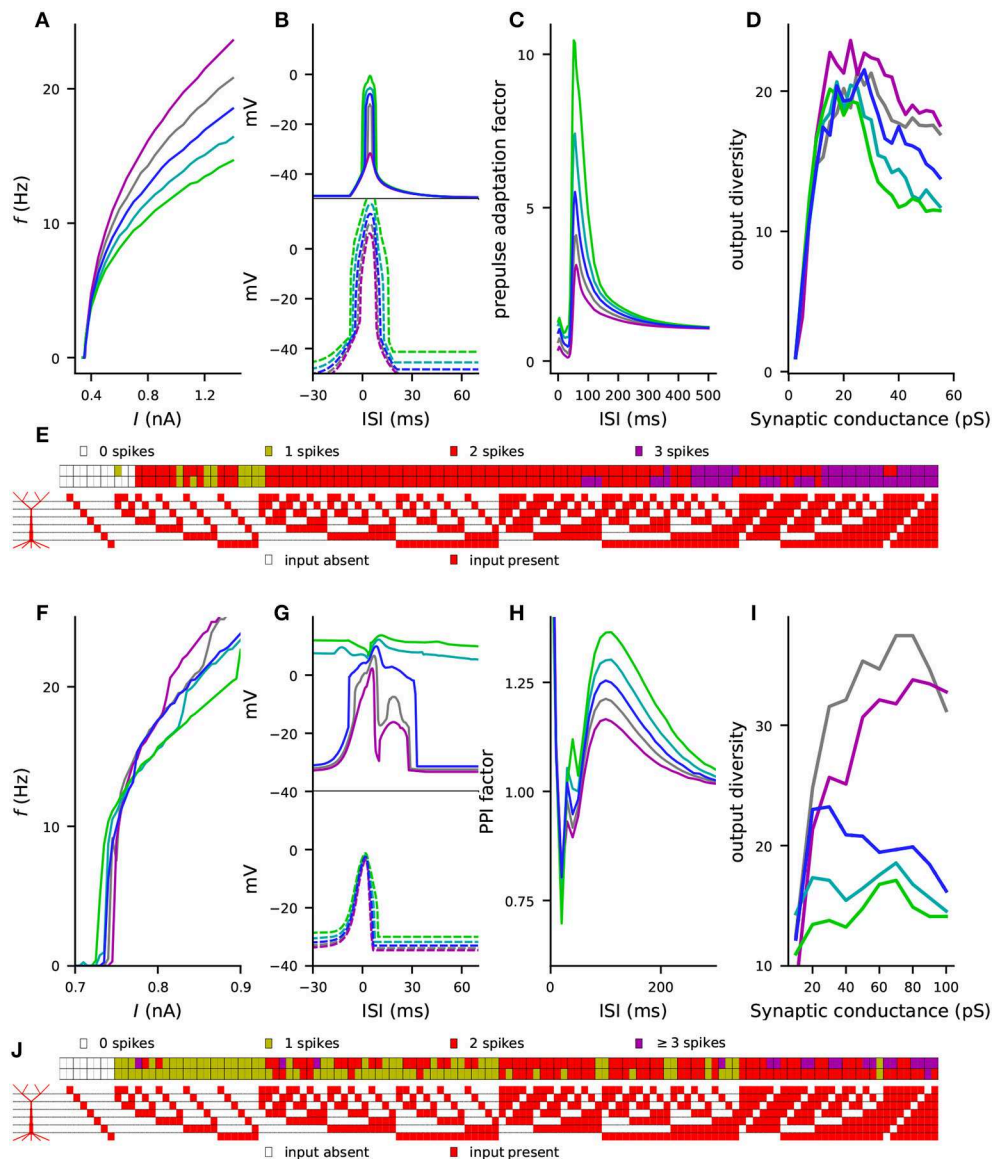 A
B
C
D
f (Hz)
20
10
0
0.4
0.8
1.2
I (nA)
mV
0
−20
−40
mV
0
−20
−40
−30
0
30
60
ISI (ms)
prepulse adaptation factor
10
5
0
0
100
200
300
400
500
ISI (ms)
output diversity
20
10
0
0
20
40
60
Synaptic conductance (pS)
E
0 spikes
1 spikes
2 spikes
3 spikes
input absent
input present
F
G
H
I
f (Hz)
20
10
0
0.7
0.8
0.9
I (nA)
mV
0
−20
−40
mV
0
−20
−40
−30
0
30
60
ISI (ms)
PPI factor
1.25
1.00
0.75
0
200
ISI (ms)
output diversity
30
20
10
20
40
60
80
100
Synaptic conductance (pS)
J
0 spikes
1 spikes
2 spikes
≥ 3 spikes
input absent
input present